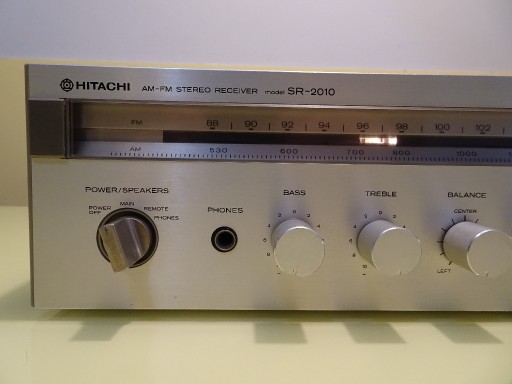 HITACHI AM-FM STEREO RECEIVER model SR-2010
FM 88 90 92 94 96 98 100 102
AM 530 600 700 800 1000
POWER/SPEAKERS
POWER OFF MAIN REMOTE PHONES
PHONES
BASS
TREBLE
BALANCE
CENTER
LEFT